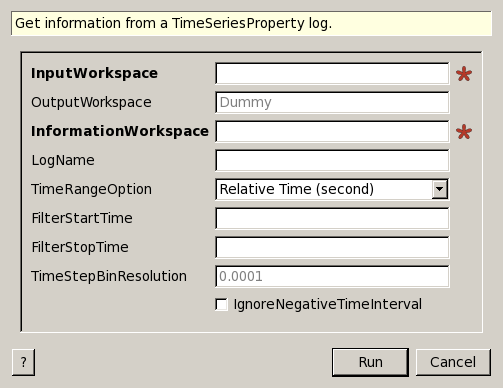 Get information from a TimeSeriesProperty log.
InputWorkspace *
OutputWorkspace Dummy
InformationWorkspace *
LogName
TimeRangeOption Relative Time (second)
FilterStartTime
FilterStopTime
TimeStepBinResolution 0.0001
IgnoreNegativeTimeInterval
? Run Cancel